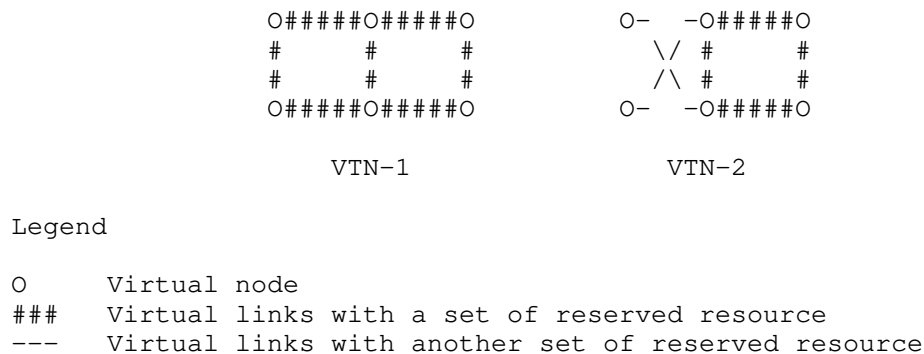 O#####O#####O O- -O#####O
# # # \/ # #
# # # /\ # #
O#####O#####O O- -O#####O
VTN-1 VTN-2
Legend
O Virtual node
### Virtual links with a set of reserved resource
--- Virtual links with another set of reserved resource